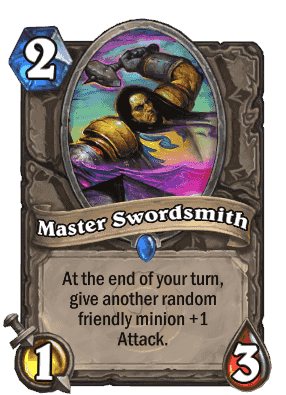 2
Master Swordsmith
At the end of your turn,
give another random
friendly minion +1
Attack.
1
3